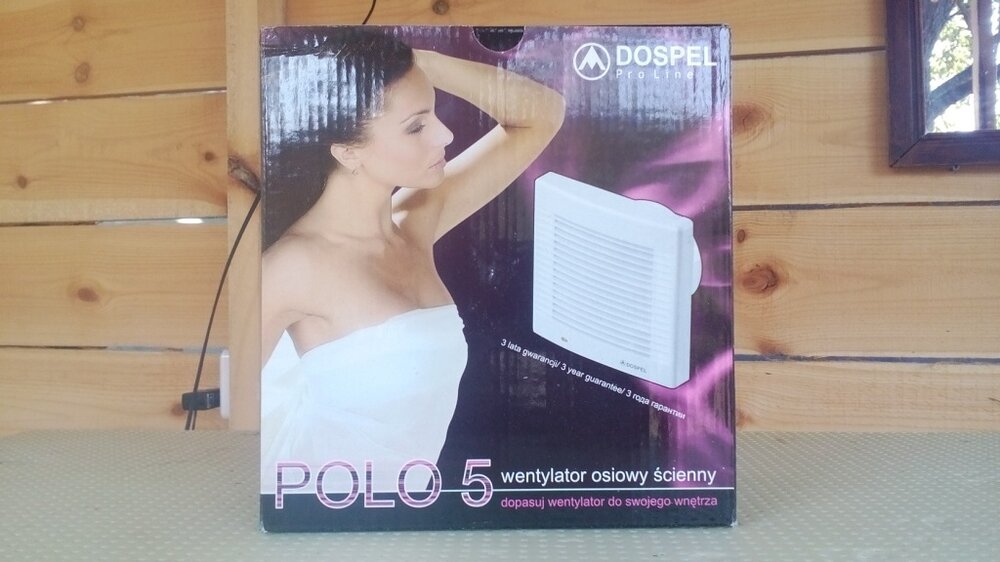 DOSPEL
Pro Line
DOSPEL
3 lata gwarancji/ 3 year guarantee/ 3 года гарантии
POLO 5
wentylator osiowy ścienny
dopasuj wentylator do swojego wnętrza